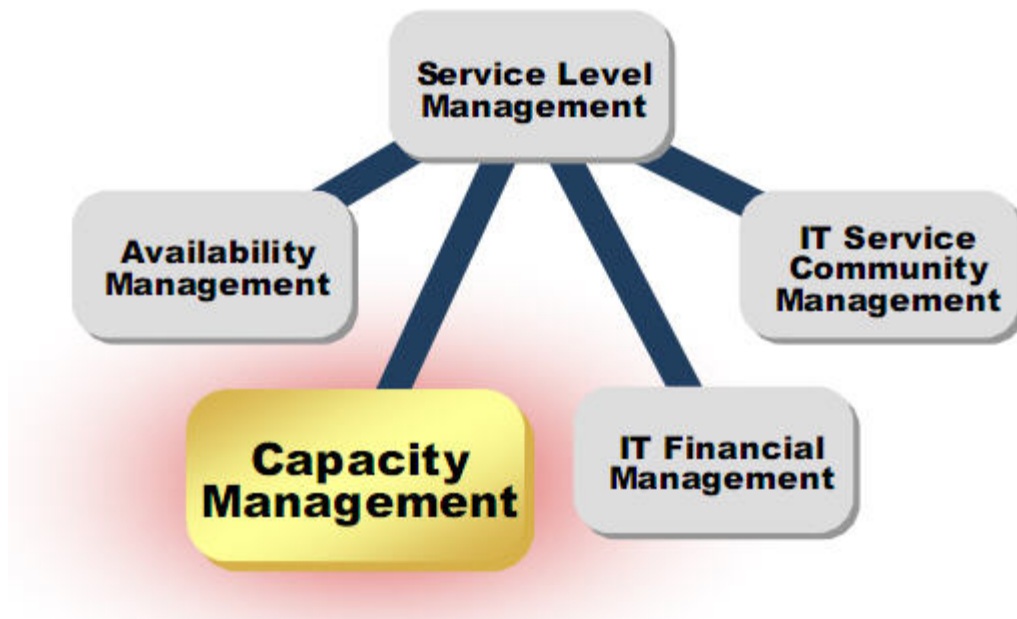 Service Level
Management
Availability
Management
IT Service
Community
Management
Capacity
Management
IT Financial
Management